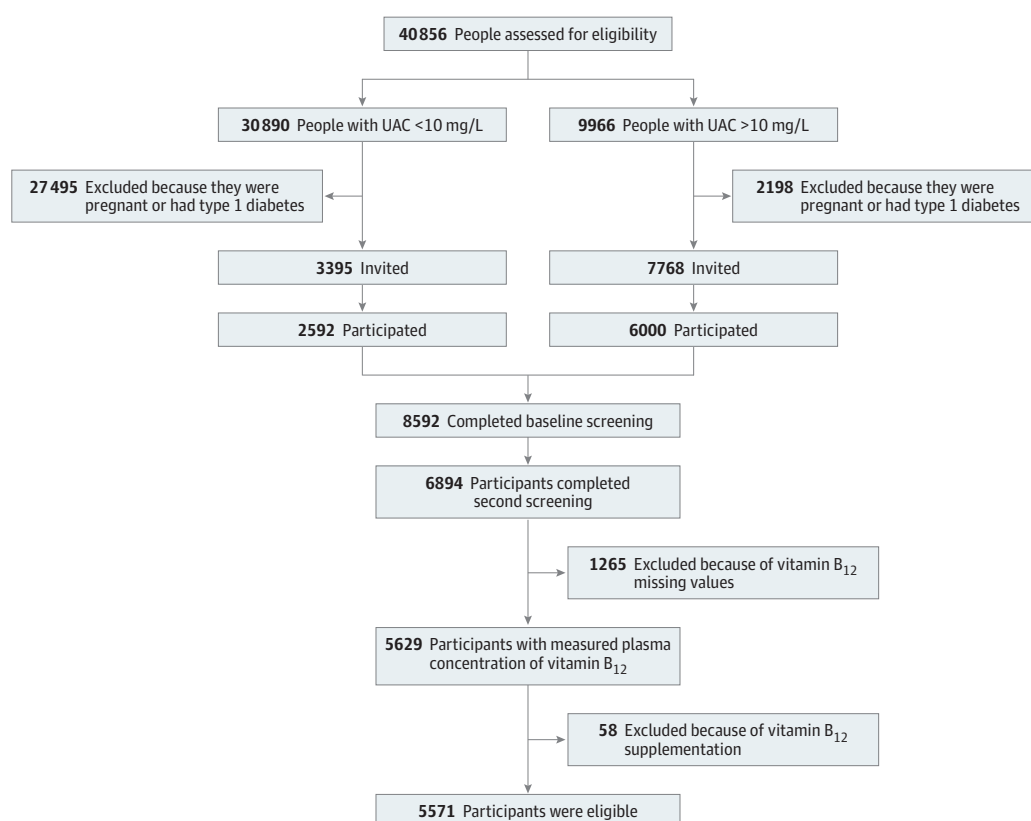 40856 People assessed for eligibility
30890 People with UAC <10 mg/L
9966 People with UAC >10 mg/L
27495 Excluded because they were
pregnant or had type 1 diabetes
2198 Excluded because they were
pregnant or had type 1 diabetes
3395 Invited
7768 Invited
2592 Participated
6000 Participated
8592 Completed baseline screening
6894 Participants completed
second screening
1265 Excluded because of vitamin B12
missing values
5629 Participants with measured plasma
concentration of vitamin B12
58 Excluded because of vitamin B12
supplementation
5571 Participants were eligible